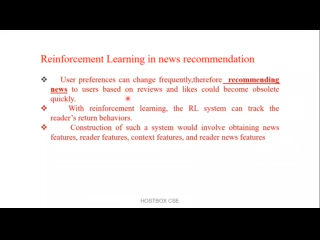 Reinforcement Learning in news recommendation
❖ User preferences can change frequently,therefore recommending
news to users based on reviews and likes could become obsolete
quickly.
❖ With reinforcement learning, the RL system can track the
reader's return behaviors.
❖ Construction of such a system would involve obtaining news
features, reader features, context features, and reader news features
HOSTBOX CSE